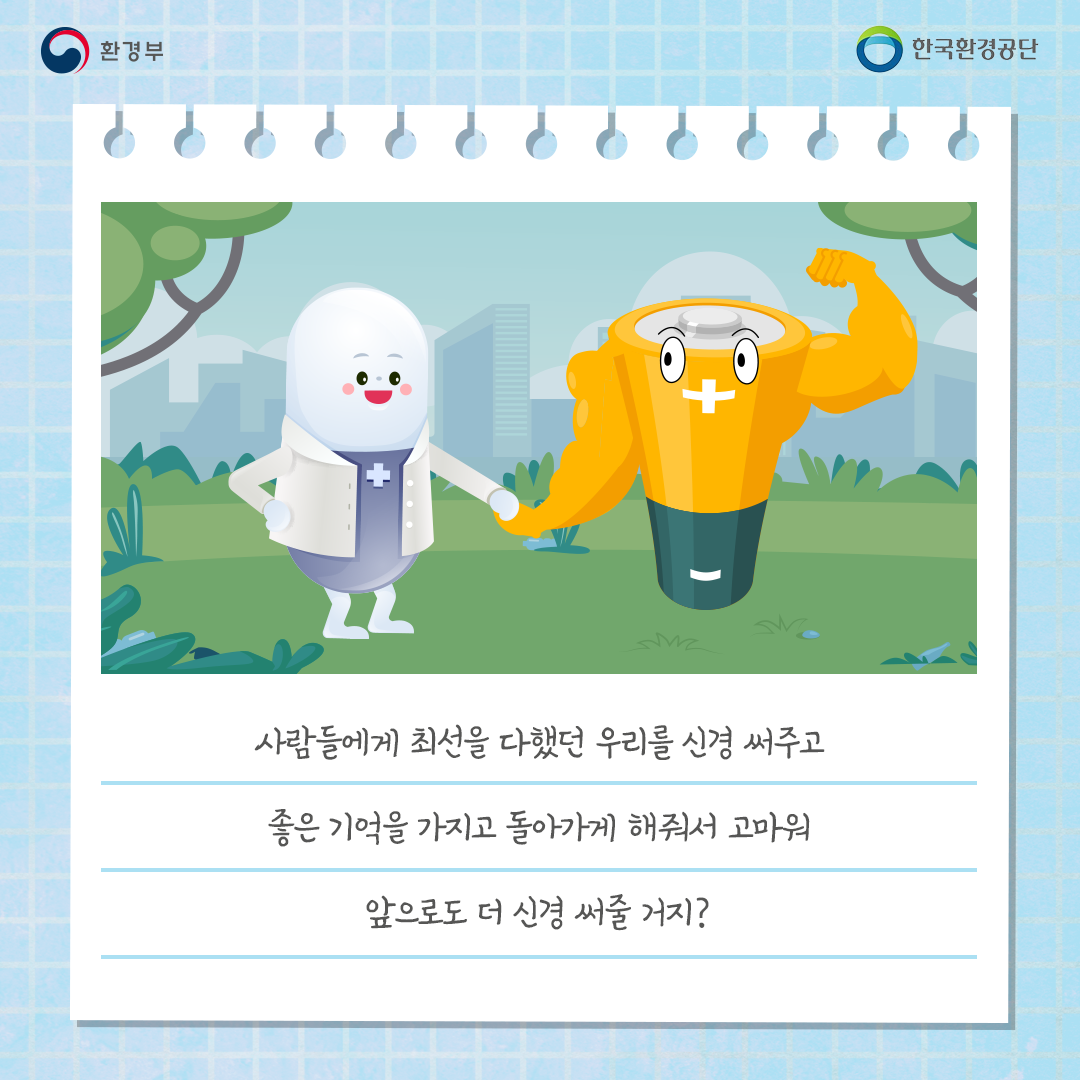 환경부
한국환경공단
사람들에게 최선을 다했던 우리를 신경 써주고
좋은 기억을 가지고 돌아가게 해줘서 고마워
앞으로도 더 신경 써줄 거지?